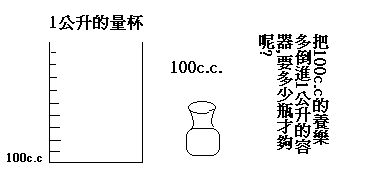 1公升的量杯
100c.c.
100c.c
把100c.c的養樂
多倒進1公升的容
器,要多少瓶才夠
呢?